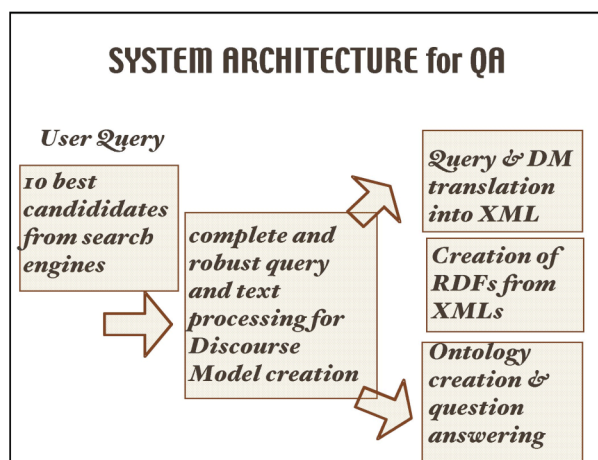 SYSTEM ARCHITECTURE for QA
User Query
10 best
candididates
from search
engines
complete and
robust query
and text
processing for
Discourse
Model creation
Query & DM
translation
into XML
Creation of
RDFs from
XMLs
Ontology
creation &
question
answering